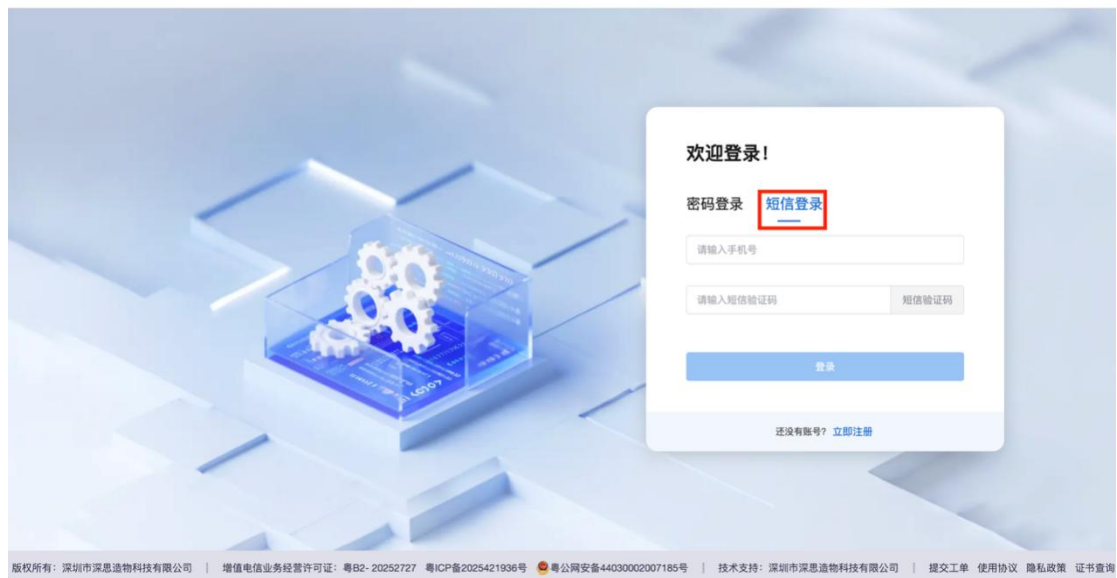 欢迎登录!
密码登录 短信登录
请输入手机号
请输入短信验证码 短信验证码
登录
还没有账号? 立即注册
版权所有：深圳市深思造物科技有限公司 | 增值电信业务经营许可证：粤B2- 20252727 粤ICP备2025421936号 粤公网安备44030002007185号 | 技术支持：深圳市深思造物科技有限公司 | 提交工单 使用协议 隐私政策 证书查询